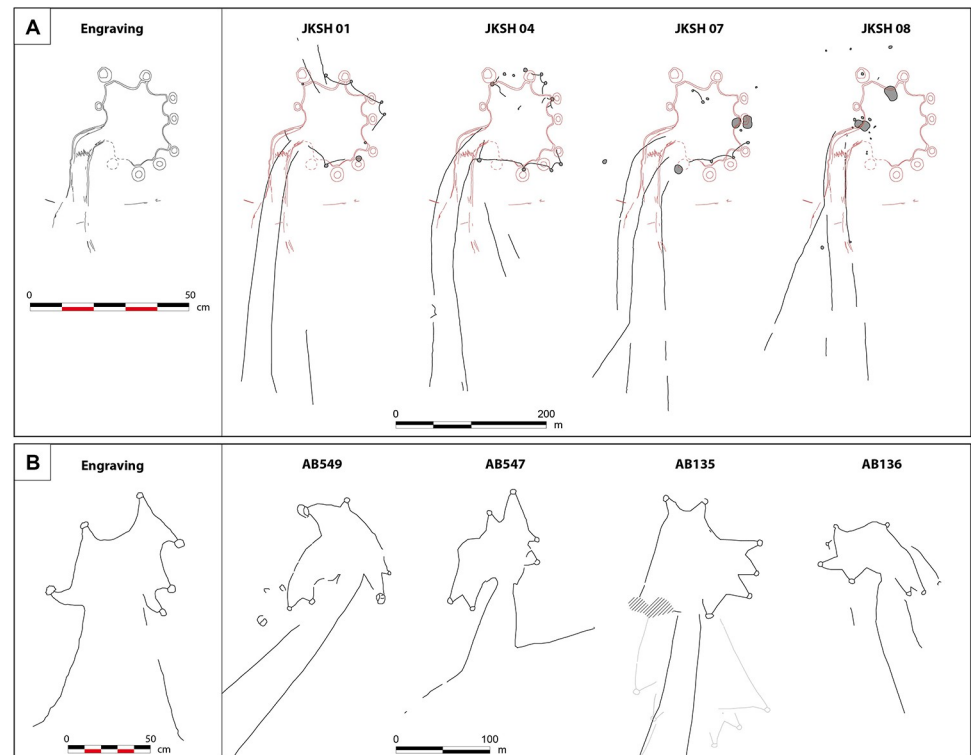 A
Engraving
JKSH 01
JKSH 04
JKSH 07
JKSH 08
0
50
cm
0
200
m
B
Engraving
AB549
AB547
AB135
AB136
0
50
cm
0
100
m